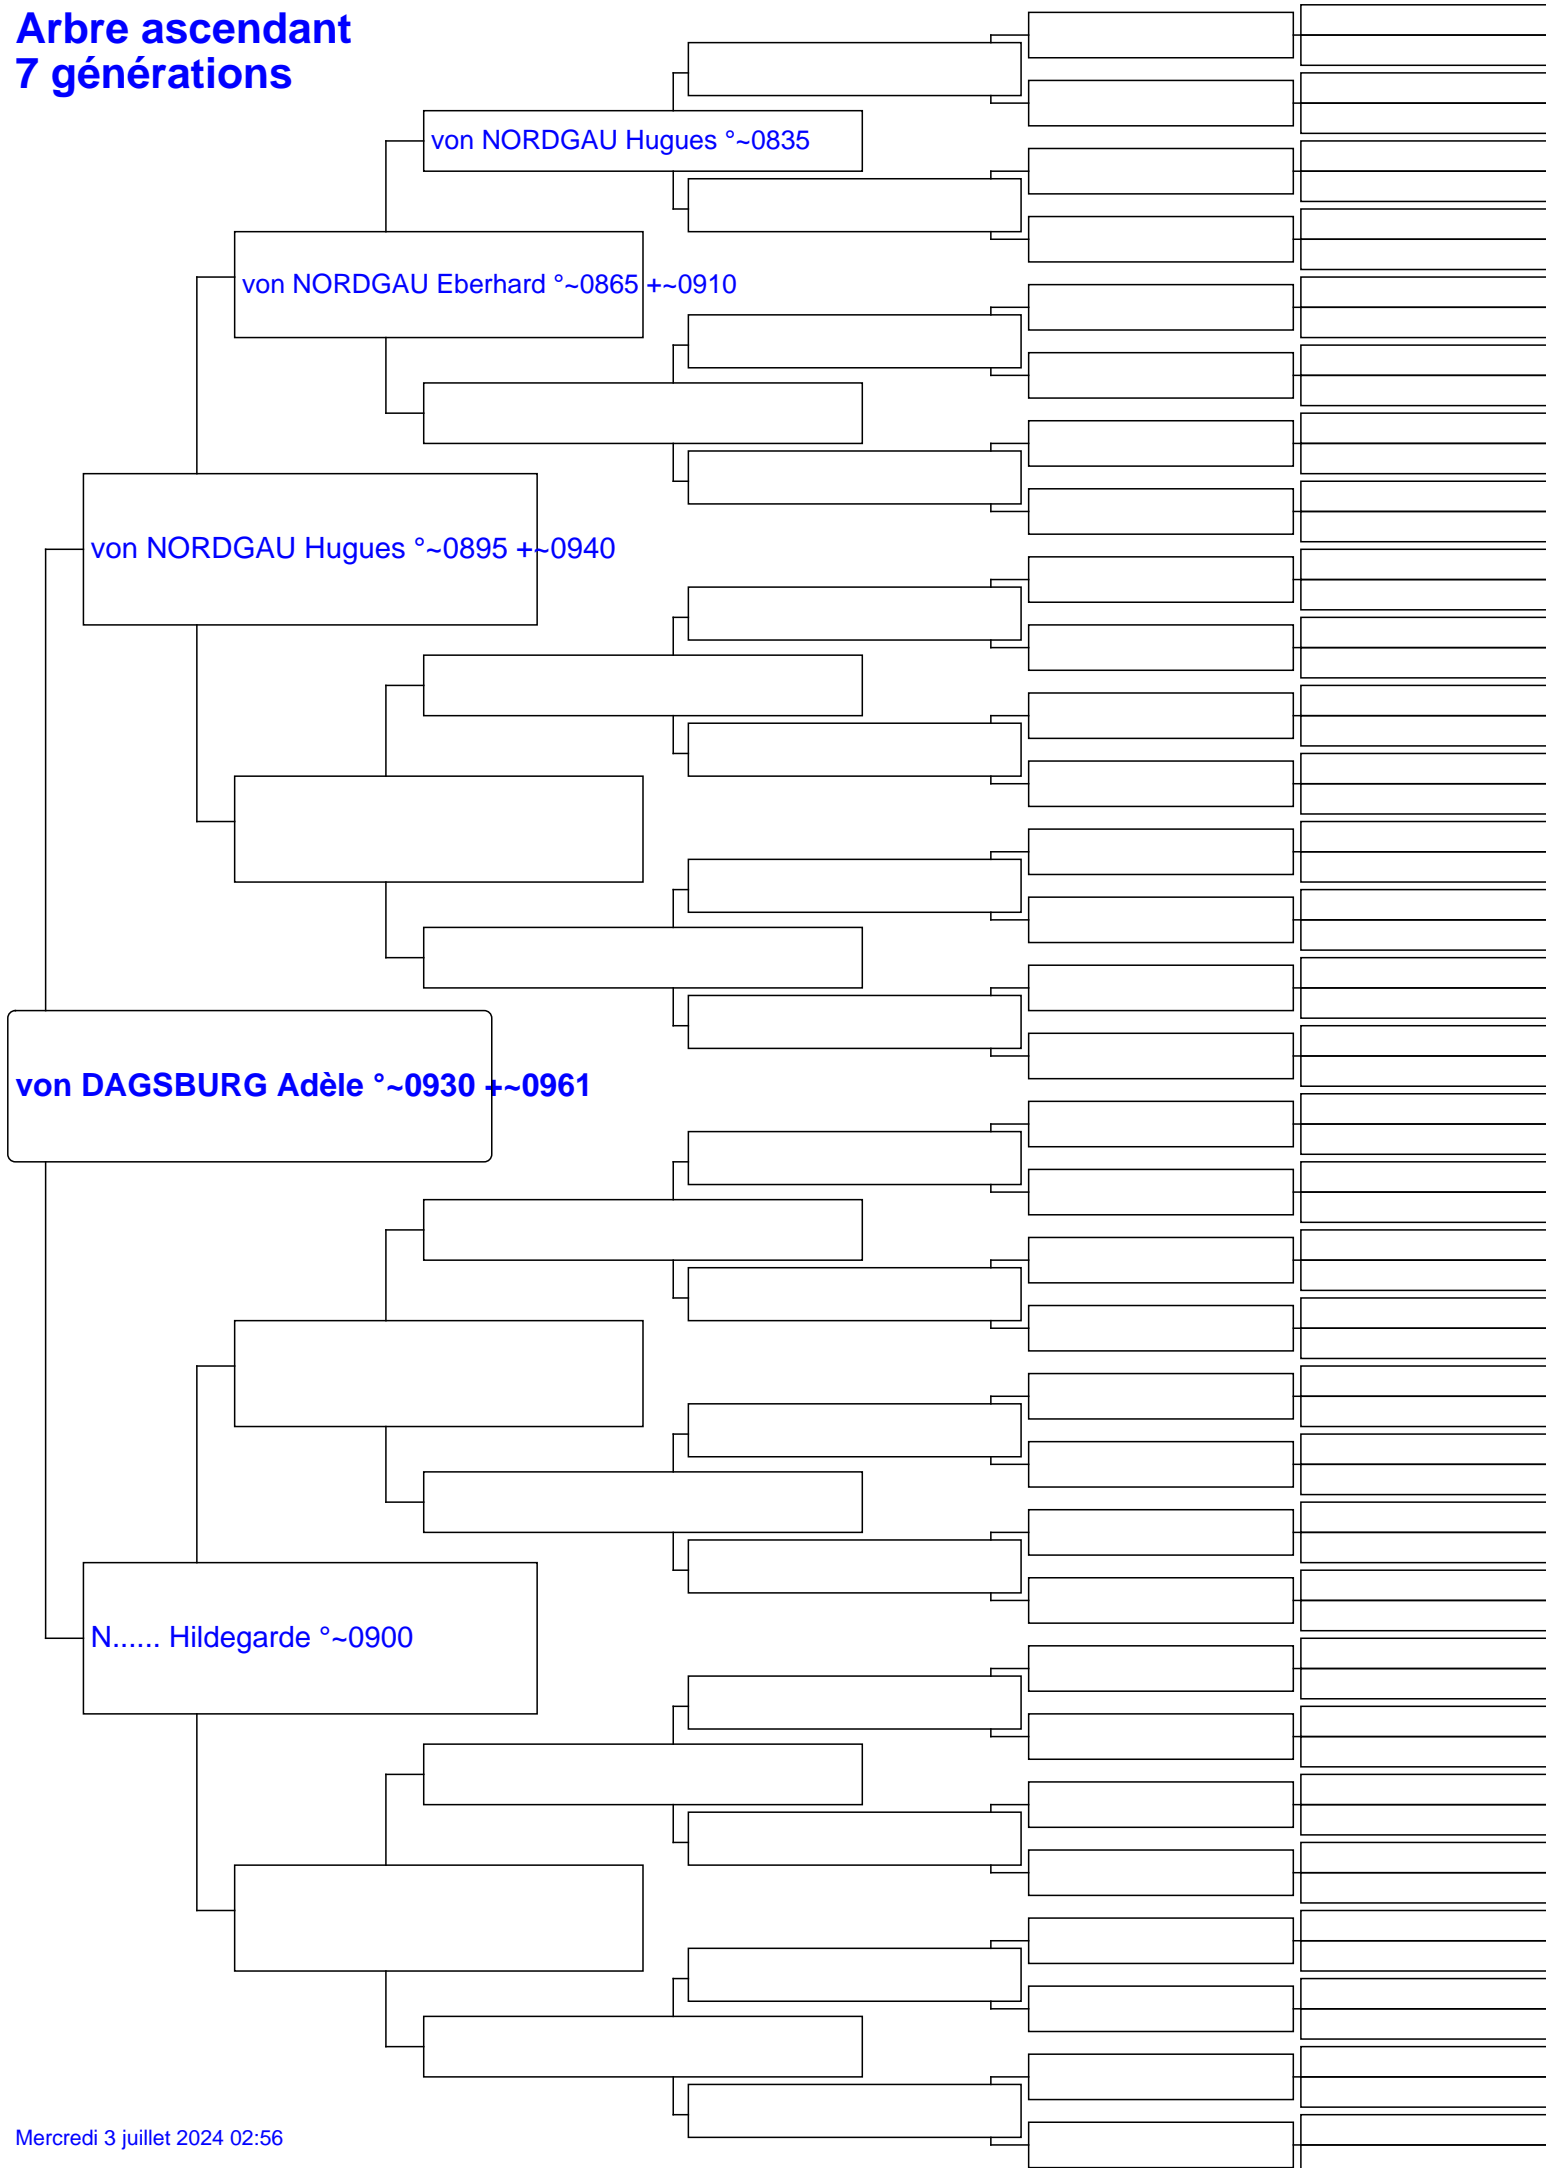 Arbre ascendant
7 générations
von NORDGAU Hugues °~0835
von NORDGAU Eberhard °~0865 +~0910
von NORDGAU Hugues °~0895 +~0940
von DAGSBURG Adèle °~0930 +~0961
N...... Hildegarde °~0900
Mercredi 3 juillet 2024 02:56